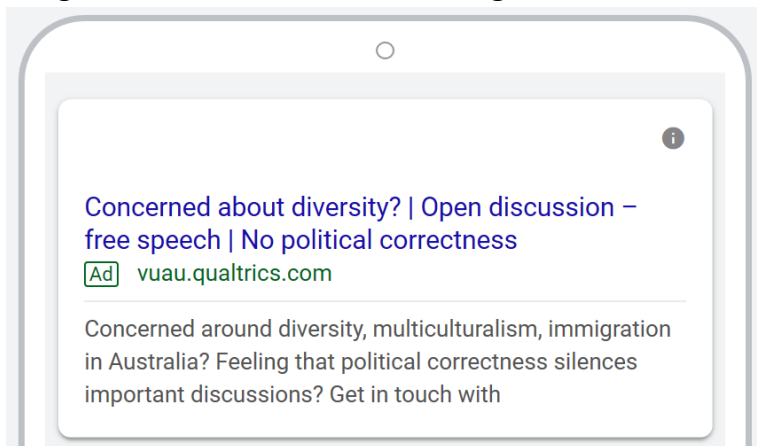 Concerned about diversity? | Open discussion –
free speech | No political correctness
Ad vuau.qualtrics.com
Concerned around diversity, multiculturalism, immigration
in Australia? Feeling that political correctness silences
important discussions? Get in touch with